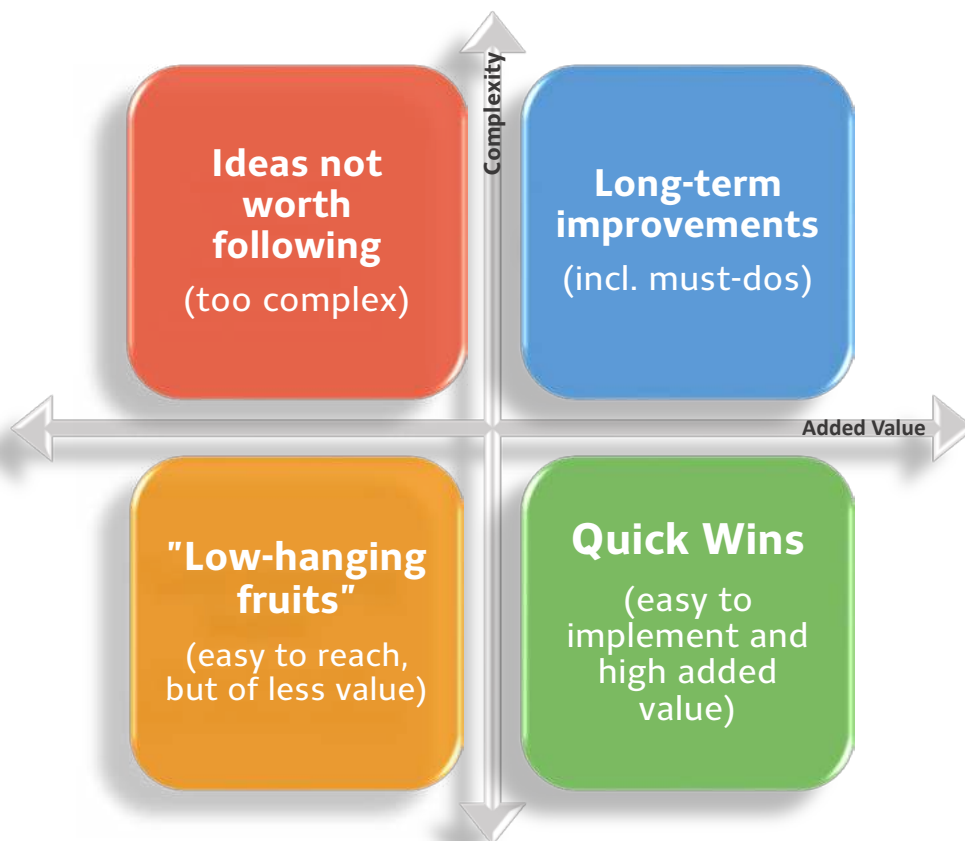 Complexity
Ideas not
worth
following
(too complex)
Long-term
improvements
(incl. must-dos)
Added Value
"Low-hanging
fruits"
(easy to reach,
but of less value)
Quick Wins
(easy to
implement and
high added
value)